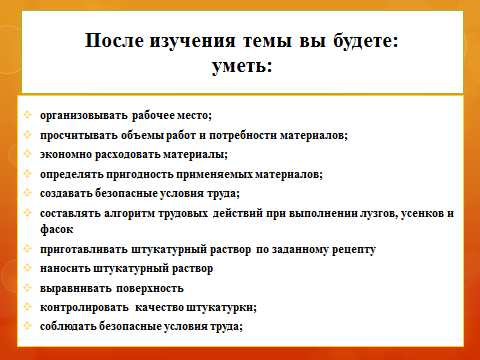 После изучения темы вы будете:
уметь:
организовывать рабочее место;
просчитывать объемы работ и потребности материалов;
экономно расходовать материалы;
определять пригодность применяемых материалов;
создавать безопасные условия труда;
составлять алгоритм трудовых действий при выполнении лузгов, усенков и
фасок
приготавливать штукатурный раствор по заданному рецепту
наносить штукатурный раствор
выравнивать поверхность
контролировать качество штукатурки;
соблюдать безопасные условия труда;